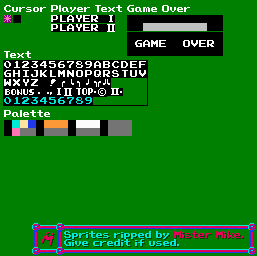 Cursor Player Text Game Over
PLAYER I
PLAYER II
GAME OVER
Text
0123456789ABCDEF
GHIJKLMNOPQRSTUV
WXYZ
BONUS. I II TOP. © II.
0123456789
Palette
Sprites ripped by Mister Mike.
Give credit if used.